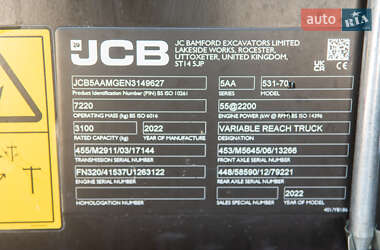 auto RIA .com
JCB
JC BAMFORD EXCAVATORS LIMITED
LAKESIDE WORKS, ROCESTER,
UTTOXETER, UNITED KINGDOM,
ST14 5JP
JCB5AAMGEN3149627
Product Identification Number (PIN) BS ISO 10261
5AA
SERIES
531-70
MODEL
7220
OPERATING MASS (kg) BS ISO 6016
55@2200
ENGINE POWER (kW @ RPM) BS ISO 14396
3100
RATED CAPACITY (kg)
2022
YEAR OF MANUFACTURE
VARIABLE REACH TRUCK
455/M2911/03/17144
TRANSMISSION SERIAL NUMBER
453/M5645/06/13266
FRONT AXLE SERIAL NUMBER
FN320/41537U1263122
ENGINE SERIAL NUMBER
448/58590/12/79221
REAR AXLE SERIAL NUMBER
HOMOLOGATION NUMBER
2022
YEAR OF MODEL